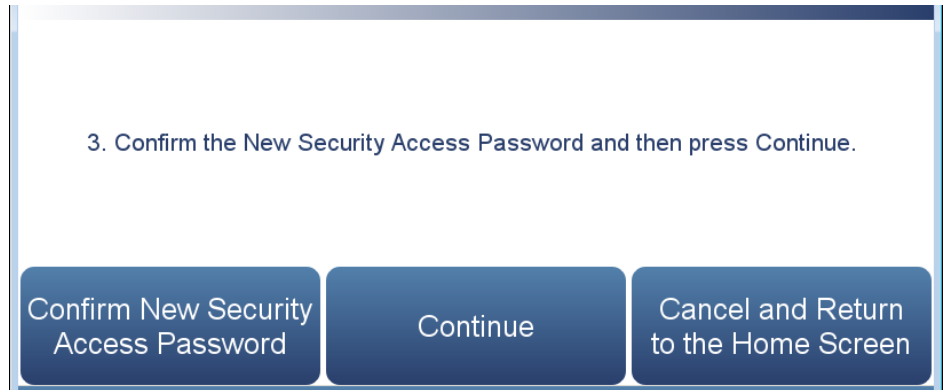 3. Confirm the New Security Access Password and then press Continue.
Confirm New Security
Access Password
Continue
Cancel and Return
to the Home Screen